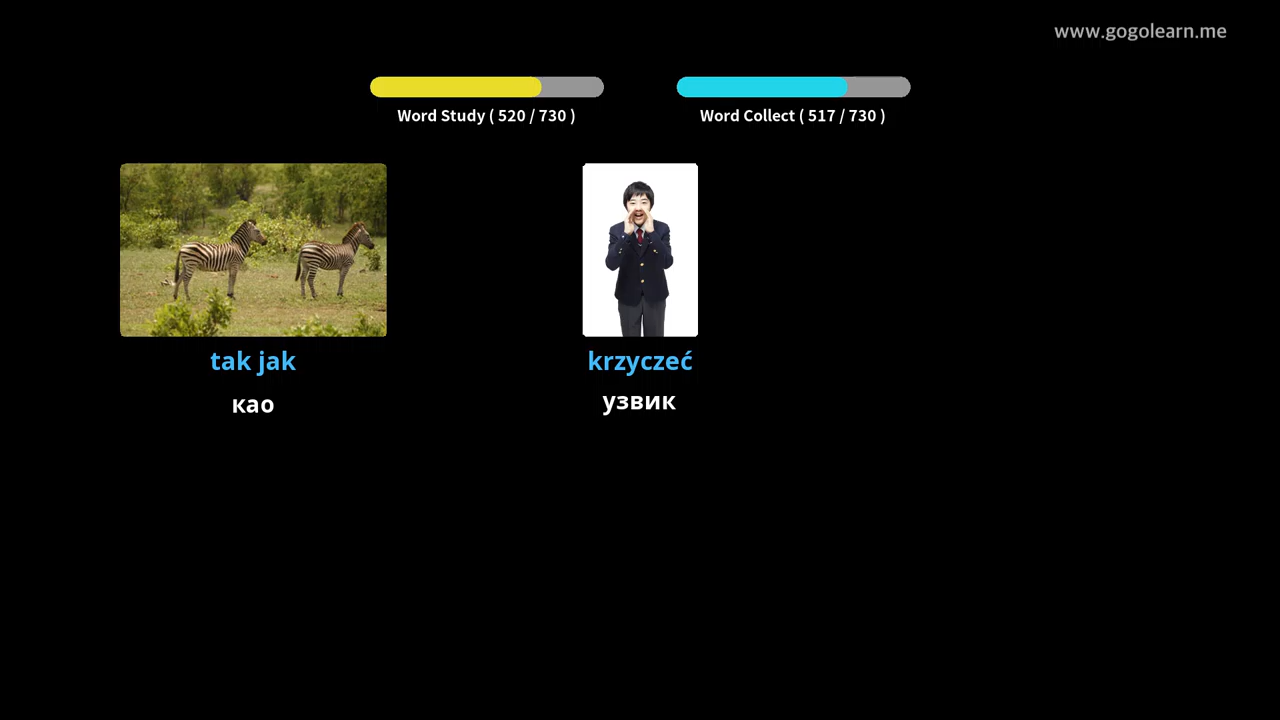 www.gogolearn.me
Word Study ( 520 / 730 )
Word Collect ( 517 / 730 )
tak jak
krzyczeć
као
узвик